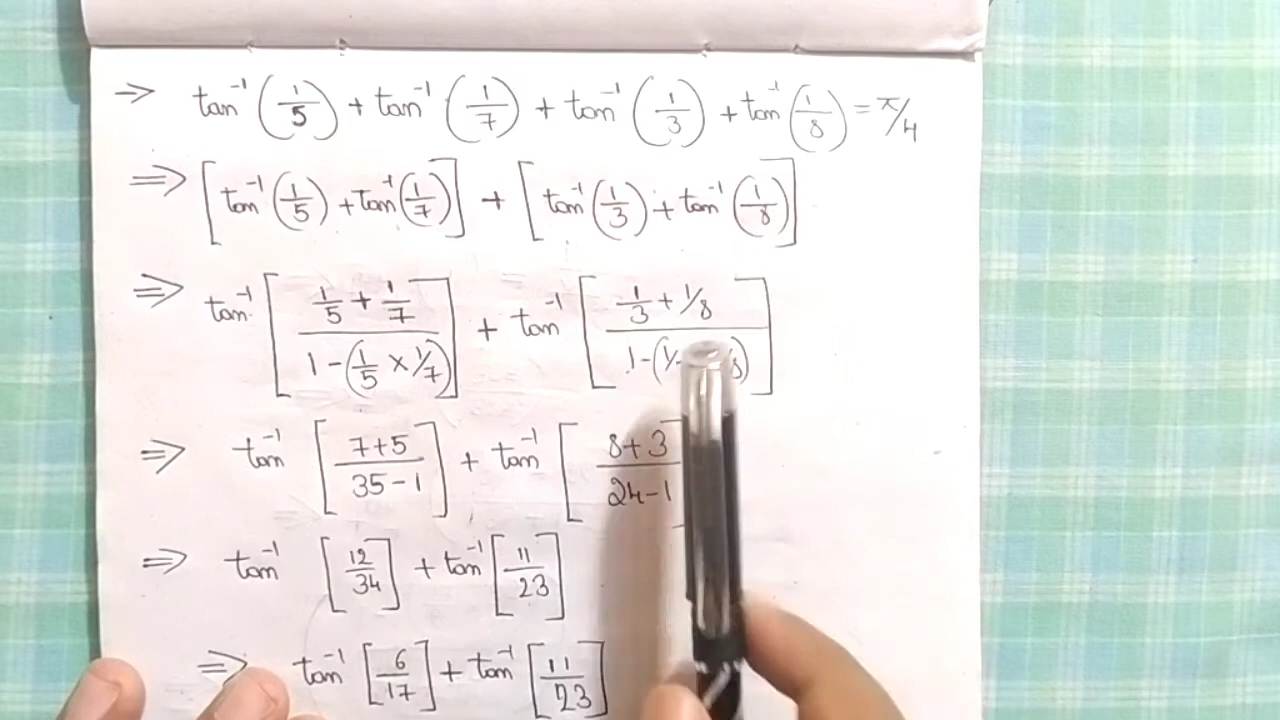 → tan⁻¹(1/5) + tan⁻¹(1/7) + tan⁻¹(1/3) + tan⁻¹(1/8) = π/4
⇒ [tan⁻¹(1/5) + tan⁻¹(1/7)] + [tan⁻¹(1/3) + tan⁻¹(1/8)]
⇒ tan⁻¹[(1/5 + 1/7)/(1-(1/5 × 1/7))] + tan⁻¹[(1/3 + 1/8)/(1-(1/ /8))]
⇒ tan⁻¹[(7+5)/(35-1)] + tan⁻¹[(8+3)/(24-1)]
⇒ tan⁻¹[12/34] + tan⁻¹[11/23]
⇒ tan⁻¹[6/17] + tan⁻¹[11/23]